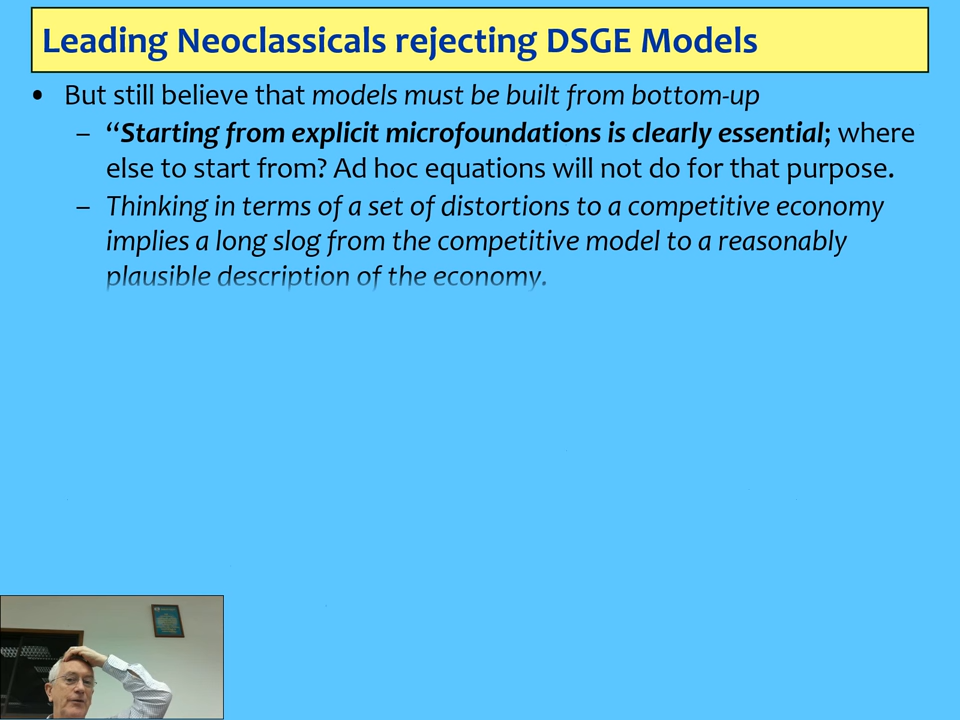 Leading Neoclassicals rejecting DSGE Models
• But still believe that models must be built from bottom-up
– “Starting from explicit microfoundations is clearly essential; where
else to start from? Ad hoc equations will not do for that purpose.
– Thinking in terms of a set of distortions to a competitive economy
implies a long slog from the competitive model to a reasonably
plausible description of the economy.